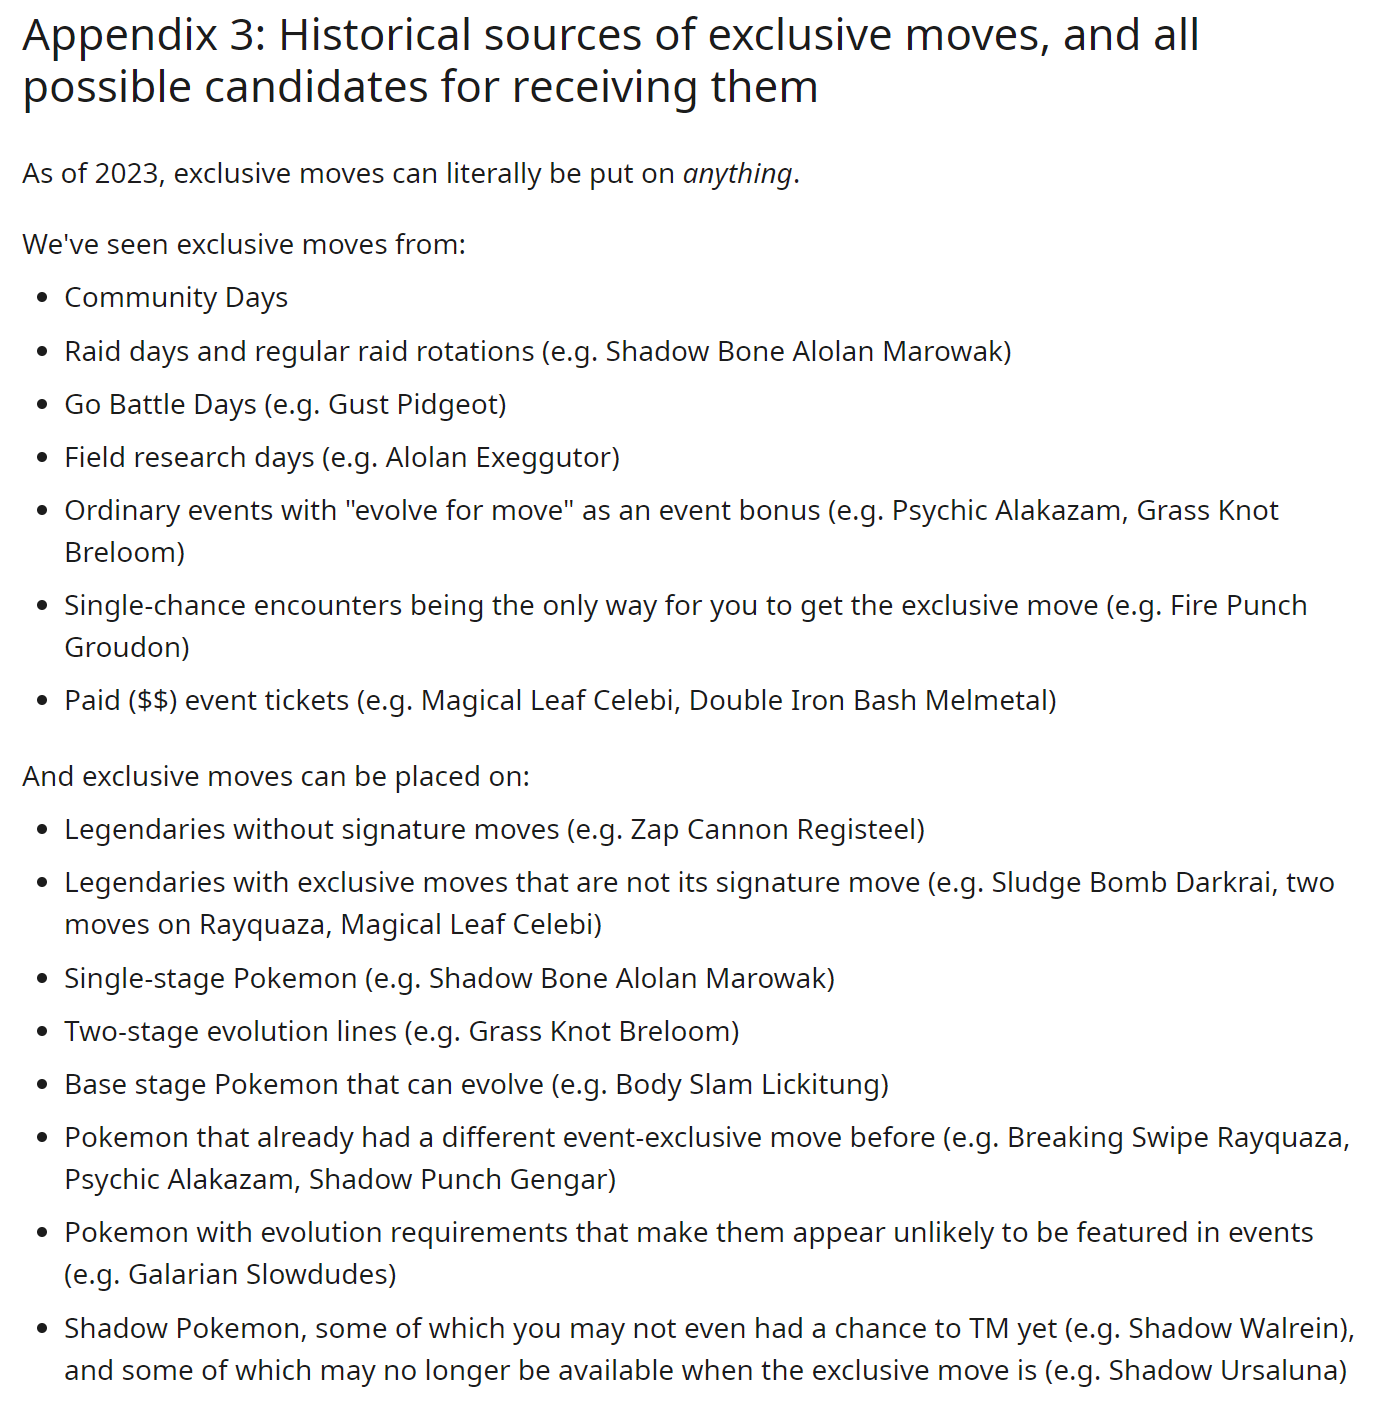 Appendix 3: Historical sources of exclusive moves, and all
possible candidates for receiving them
As of 2023, exclusive moves can literally be put on anything.
We've seen exclusive moves from:
• Community Days
• Raid days and regular raid rotations (e.g. Shadow Bone Alolan Marowak)
• Go Battle Days (e.g. Gust Pidgeot)
• Field research days (e.g. Alolan Exeggutor)
• Ordinary events with "evolve for move" as an event bonus (e.g. Psychic Alakazam, Grass Knot
Breloom)
• Single-chance encounters being the only way for you to get the exclusive move (e.g. Fire Punch
Groudon)
• Paid ($$) event tickets (e.g. Magical Leaf Celebi, Double Iron Bash Melmetal)
And exclusive moves can be placed on:
• Legendaries without signature moves (e.g. Zap Cannon Registeel)
• Legendaries with exclusive moves that are not its signature move (e.g. Sludge Bomb Darkrai, two
moves on Rayquaza, Magical Leaf Celebi)
• Single-stage Pokemon (e.g. Shadow Bone Alolan Marowak)
• Two-stage evolution lines (e.g. Grass Knot Breloom)
• Base stage Pokemon that can evolve (e.g. Body Slam Lickitung)
• Pokemon that already had a different event-exclusive move before (e.g. Breaking Swipe Rayquaza,
Psychic Alakazam, Shadow Punch Gengar)
• Pokemon with evolution requirements that make them appear unlikely to be featured in events
(e.g. Galarian Slowdudes)
• Shadow Pokemon, some of which you may not even had a chance to TM yet (e.g. Shadow Walrein),
and some of which may no longer be available when the exclusive move is (e.g. Shadow Ursaluna)